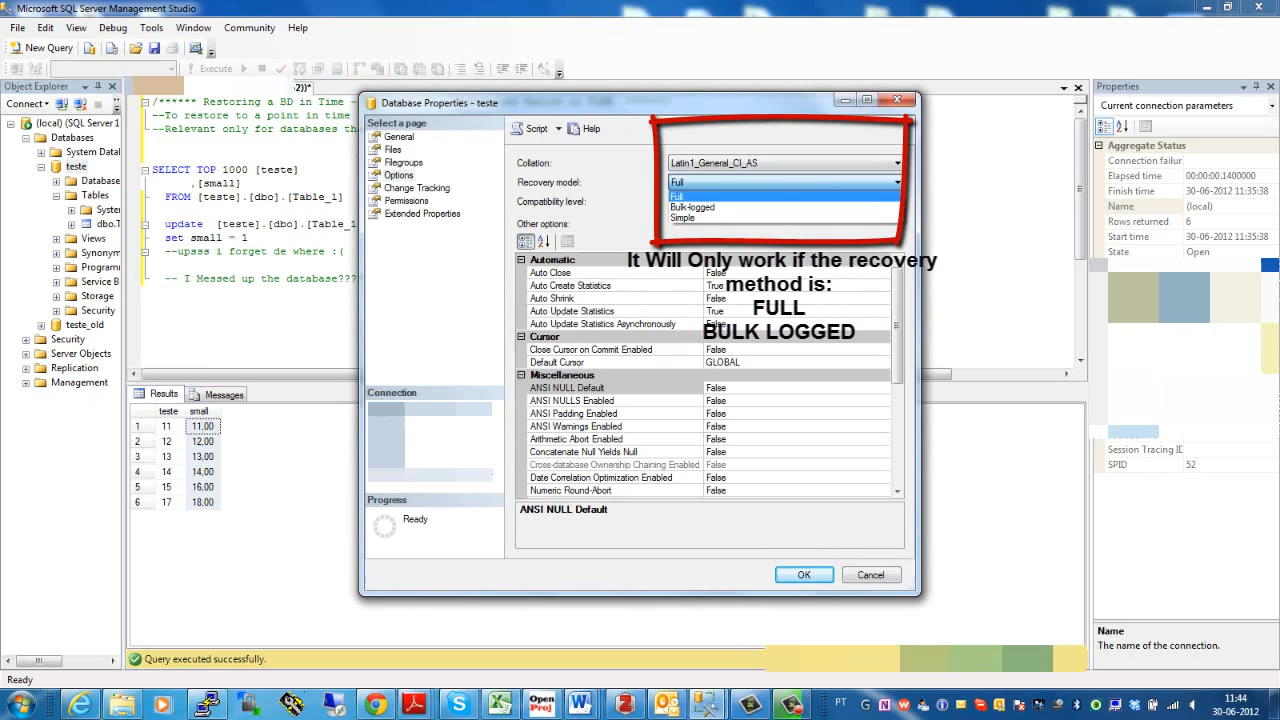 Microsoft SQL Server Management Studio
File Edit View Debug Tools Window Community Help
New Query
Execute
Object Explorer
Connect
(local) (SQL Server 1
Databases
System Datab
teste
Database
Tables
Syster
dbo.T
Views
Synonym
Programr
Service B
Storage
Security
teste_old
Security
Server Objects
Replication
Management
2))*
/****** Restoring a BD in Time -
--To restore to a point in time
--Relevant only for databases tha
SELECT TOP 1000 [teste]
,[small]
FROM [teste].[dbo].[Table_1]
update [teste].[dbo].[Table_1
set small = 1
--upsss i forget de where :(
-- I Messed up the database???
Results Messages
teste small
1 11 11.00
2 12 12,00
3 13 13,00
4 14 14,00
5 15 16,00
6 17 18,00
Query executed successfully.
Database Properties - teste
Select a page
General
Files
Filegroups
Options
Change Tracking
Permissions
Extended Properties
Connection
Progress
Ready
Script Help
Collation: Latin1_General_CI_AS
Recovery model: Full
Full
Bulk-logged
Simple
Compatibility level:
Other options:
It Will Only work if the recovery
method is:
FULL
BULK LOGGED
Automatic
Auto Close False
Auto Create Statistics True
Auto Shrink False
Auto Update Statistics True
Auto Update Statistics Asynchronously False
Cursor
Close Cursor on Commit Enabled False
Default Cursor GLOBAL
Miscellaneous
ANSI NULL Default False
ANSI NULLS Enabled False
ANSI Padding Enabled False
ANSI Warnings Enabled False
Arithmetic Abort Enabled False
Concatenate Null Yields Null False
Cross-database Ownership Chaining Enabled False
Date Correlation Optimization Enabled False
Numeric Round-Abort False
ANSI NULL Default
OK Cancel
Properties
Current connection parameters
Aggregate Status
Connection failur
Elapsed time 00:00:00.1400000
Finish time 30-06-2012 11:35:38
Name (local)
Rows returned 6
Start time 30-06-2012 11:35:38
State Open
Session Tracing ID
SPID 52
Name
The name of the connection.
Ready
Open
Proj
PT
11:44
30-06-2012